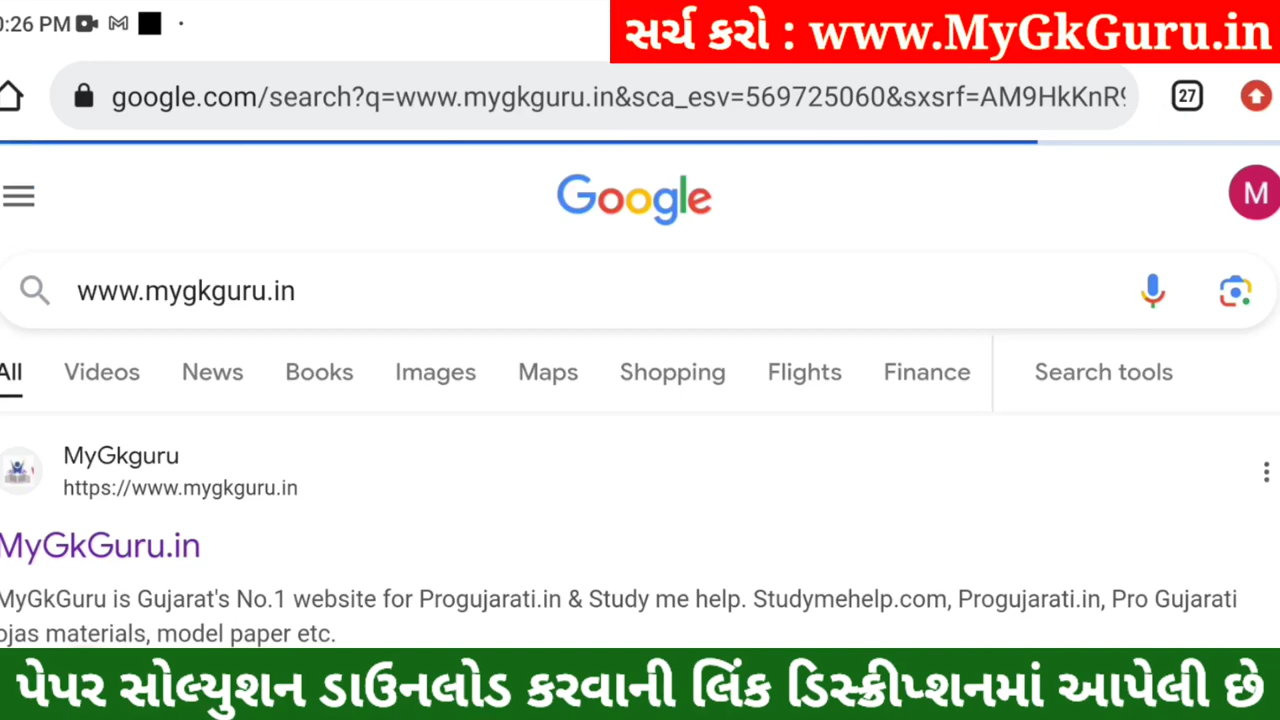 0:26 PM
સર્ચ કરો : www.MyGkGuru.in
google.com/search?q=www.mygkguru.in&sca_esv=569725060&sxsrf=AM9HkKnR9
27
Google
M
www.mygkguru.in
All Videos News Books Images Maps Shopping Flights Finance Search tools
MyGkguru
https://www.mygkguru.in
MyGkGuru.in
MyGkGuru is Gujarat's No.1 website for Progujarati.in & Study me help. Studymehelp.com, Progujarati.in, Pro Gujarati
ojas materials, model paper etc.
પેપર સોલ્યુશન ડાઉનલોડ કરવાની લિંક ડિસ્ક્રીપ્શનમાં આપેલી છે